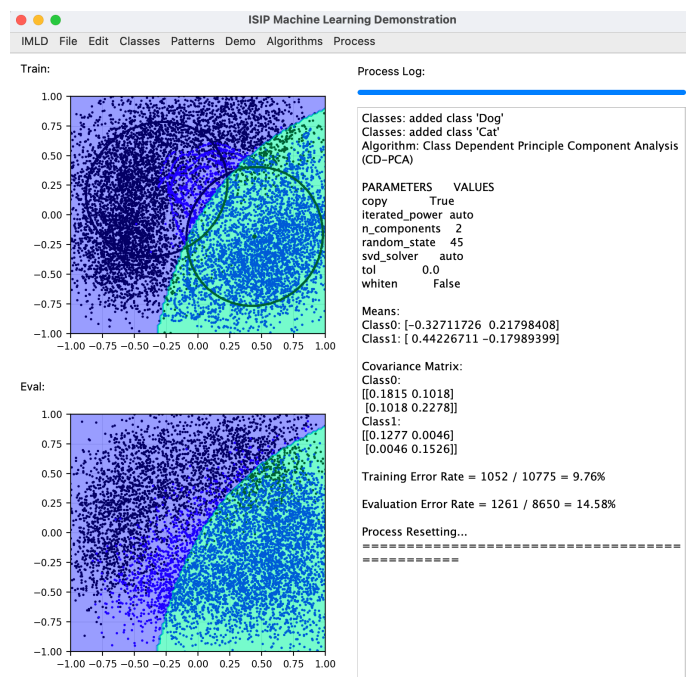 ISIP Machine Learning Demonstration
IMLD File Edit Classes Patterns Demo Algorithms Process
Train:
1.00
0.75
0.50
0.25
0.00
−0.25
−0.50
−0.75
−1.00
−1.00 −0.75 −0.50 −0.25 0.00 0.25 0.50 0.75 1.00
Eval:
1.00
0.75
0.50
0.25
0.00
−0.25
−0.50
−0.75
−1.00
−1.00 −0.75 −0.50 −0.25 0.00 0.25 0.50 0.75 1.00
Process Log:
Classes: added class 'Dog'
Classes: added class 'Cat'
Algorithm: Class Dependent Principle Component Analysis
(CD-PCA)
PARAMETERS VALUES
copy True
iterated_power auto
n_components 2
random_state 45
svd_solver auto
tol 0.0
whiten False
Means:
Class0: [-0.32711726 0.21798408]
Class1: [ 0.44226711 -0.17989399]
Covariance Matrix:
Class0:
[[0.1815 0.1018]
[0.1018 0.2278]]
Class1:
[[0.1277 0.0046]
[0.0046 0.1526]]
Training Error Rate = 1052 / 10775 = 9.76%
Evaluation Error Rate = 1261 / 8650 = 14.58%
Process Resetting...
====================================
===========